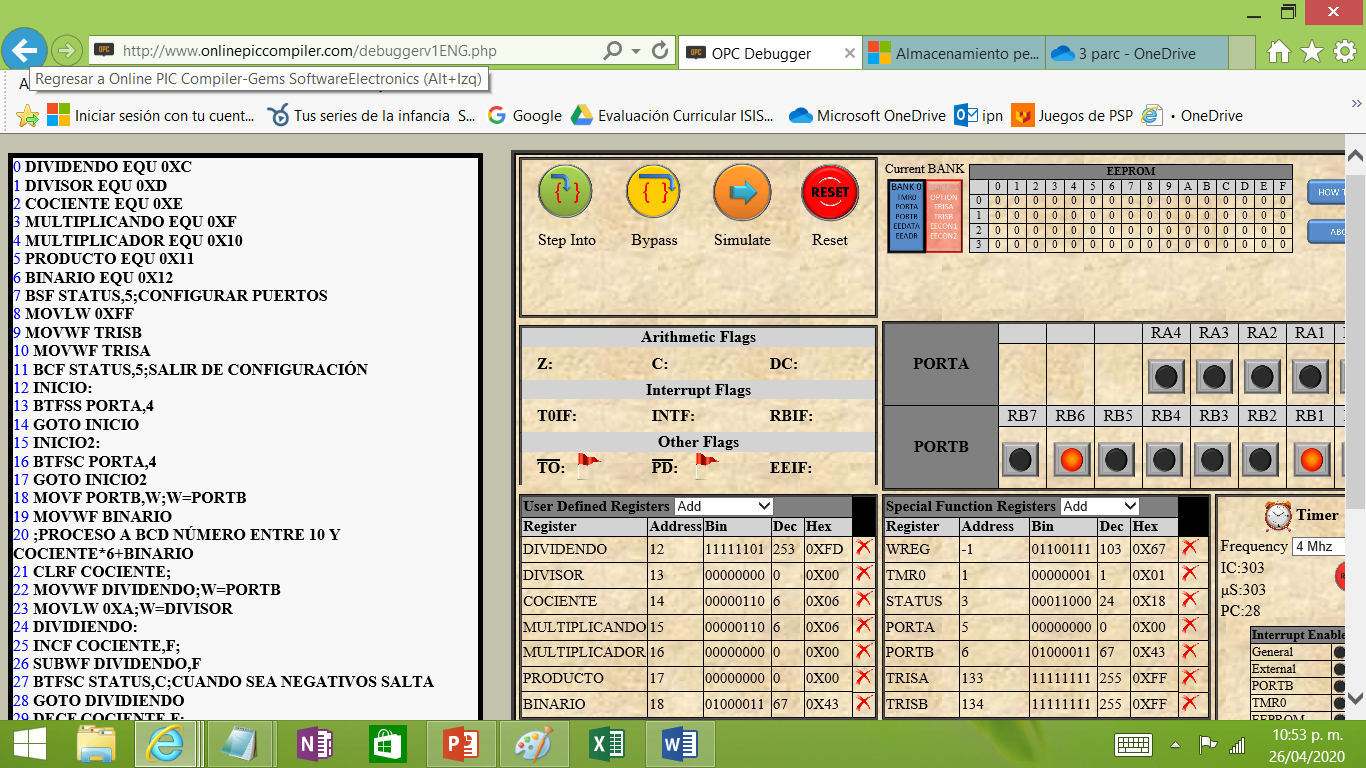 http://www.onlinepiccompiler.com/debuggerv1ENG.php
OPC Debugger
Almacenamiento pe...
3 parc - OneDrive
Regresar a Online PIC Compiler-Gems SoftwareElectronics (Alt+Izq)
Iniciar sesión con tu cuent...
Tus series de la infancia S...
Google
Evaluación Curricular ISIS...
Microsoft OneDrive
ipn
Juegos de PSP
• OneDrive
0 DIVIDENDO EQU 0XC
1 DIVISOR EQU 0XD
2 COCIENTE EQU 0XE
3 MULTIPLICANDO EQU 0XF
4 MULTIPLICADOR EQU 0X10
5 PRODUCTO EQU 0X11
6 BINARIO EQU 0X12
7 BSF STATUS,5;CONFIGURAR PUERTOS
8 MOVLW 0XFF
9 MOVWF TRISB
10 MOVWF TRISA
11 BCF STATUS,5;SALIR DE CONFIGURACIÓN
12 INICIO:
13 BTFSS PORTA,4
14 GOTO INICIO
15 INICIO2:
16 BTFSC PORTA,4
17 GOTO INICIO2
18 MOVF PORTB,W;W=PORTB
19 MOVWF BINARIO
20 ;PROCESO A BCD NÚMERO ENTRE 10 Y
COCIENTE*6+BINARIO
21 CLRF COCIENTE;
22 MOVWF DIVIDENDO;W=PORTB
23 MOVLW 0XA;W=DIVISOR
24 DIVIDIENDO:
25 INCF COCIENTE,F;
26 SUBWF DIVIDENDO,F
27 BTFSC STATUS,C;CUANDO SEA NEGATIVOS SALTA
28 GOTO DIVIDIENDO
29 DECF COCIENTE,F;
Step Into Bypass Simulate Reset
RESET
Current BANK
BANK 0
TMR0
PORTA
PORTB
EEDATA
EEADR
OPTION
TRISA
TRISB
EECON1
EECON2
EEPROM
0 1 2 3 4 5 6 7 8 9 A B C D E F
0 0 0 0 0 0 0 0 0 0 0 0 0 0 0 0 0
1 0 0 0 0 0 0 0 0 0 0 0 0 0 0 0 0
2 0 0 0 0 0 0 0 0 0 0 0 0 0 0 0 0
3 0 0 0 0 0 0 0 0 0 0 0 0 0 0 0 0
HOW T
ABO
Arithmetic Flags
Z: C: DC:
Interrupt Flags
T0IF: INTF: RBIF:
Other Flags
TO: PD: EEIF:
RA4 RA3 RA2 RA1
PORTA
RB7 RB6 RB5 RB4 RB3 RB2 RB1
PORTB
User Defined Registers Add
Register Address Bin Dec Hex
DIVIDENDO 12 11111101 253 0XFD
DIVISOR 13 00000000 0 0X00
COCIENTE 14 00000110 6 0X06
MULTIPLICANDO 15 00000110 6 0X06
MULTIPLICADOR 16 00000000 0 0X00
PRODUCTO 17 00000000 0 0X00
BINARIO 18 01000011 67 0X43
Special Function Registers Add
Register Address Bin Dec Hex
WREG -1 01100111 103 0X67
TMR0 1 00000001 1 0X01
STATUS 3 00011000 24 0X18
PORTA 5 00000000 0 0X00
PORTB 6 01000011 67 0X43
TRISA 133 11111111 255 0XFF
TRISB 134 11111111 255 0XFF
Timer
Frequency 4 Mhz
IC:303
µS:303
PC:28
Interrupt Enable
General
External
PORTB
TMR0
EEPROM
10:53 p. m.
26/04/2020